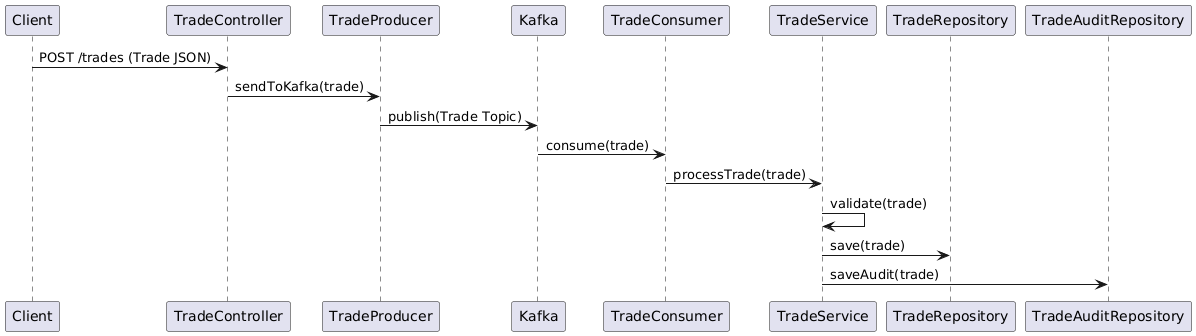 Client TradeController TradeProducer Kafka TradeConsumer TradeService TradeRepository TradeAuditRepository
POST /trades (Trade JSON)
sendToKafka(trade)
publish(Trade Topic)
consume(trade)
processTrade(trade)
validate(trade)
save(trade)
saveAudit(trade)
Client TradeController TradeProducer Kafka TradeConsumer TradeService TradeRepository TradeAuditRepository